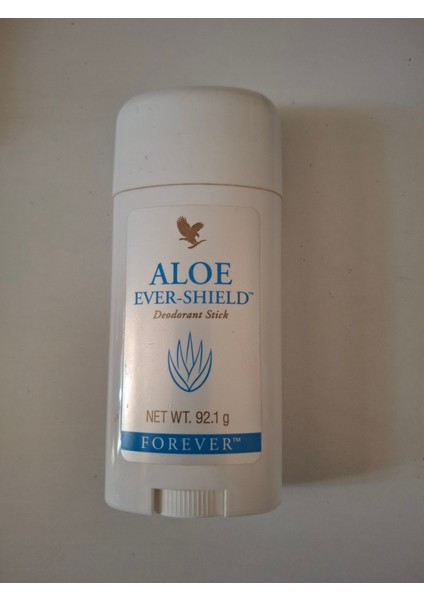 ALOE
EVER-SHIELD™
Deodorant Stick
NET WT. 92.1 g
FOREVER™